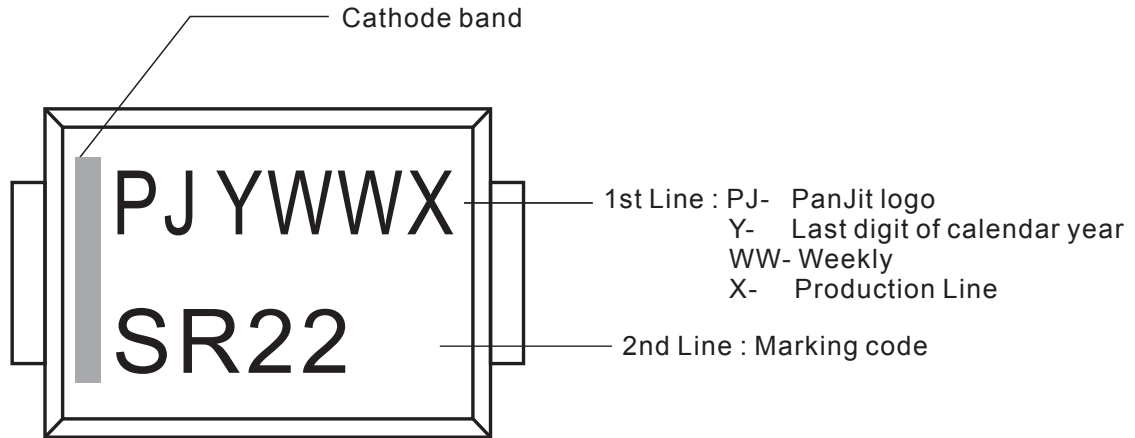 Cathode band
PJ YWWX
1st Line : PJ- PanJit logo
Y- Last digit of calendar year
WW- Weekly
X- Production Line
SR22
2nd Line : Marking code